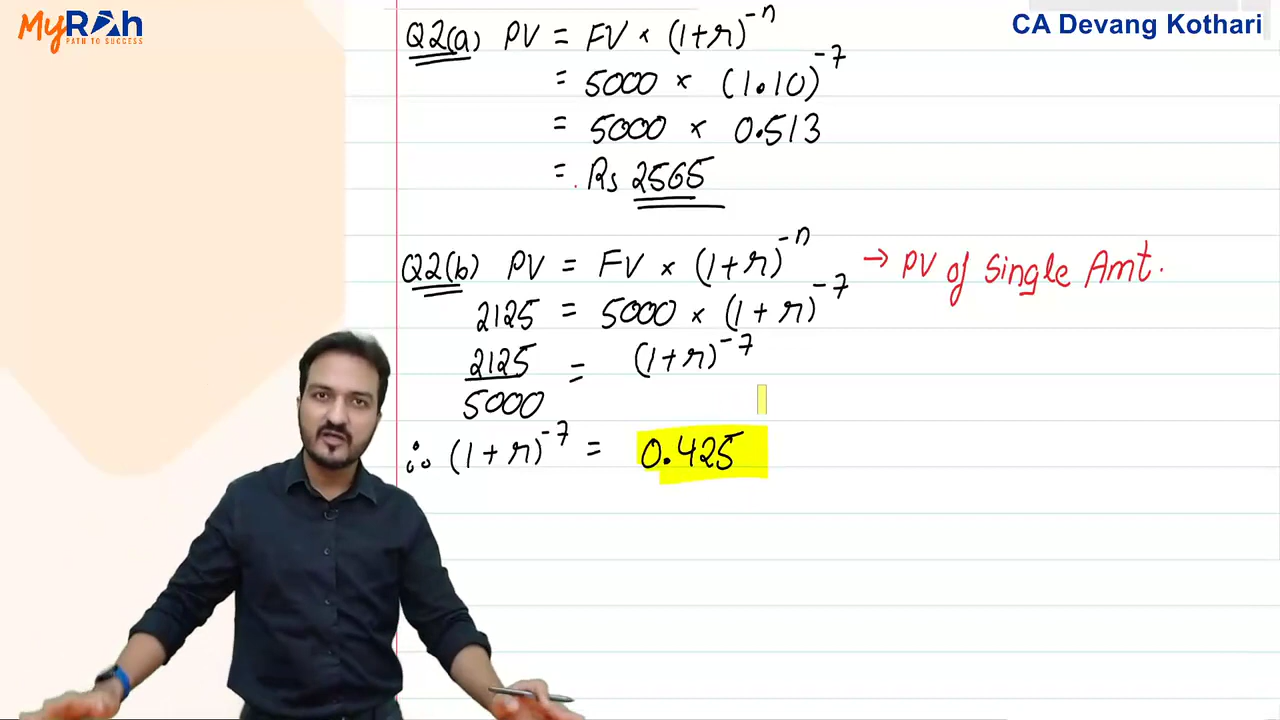 MyRAh
PATH TO SUCCESS
CA Devang Kothari
Q2(a) PV = FV × (1+r)⁻ⁿ
= 5000 × (1.10)⁻⁷
= 5000 × 0.513
= Rs 2565
Q2(b) PV = FV × (1+r)⁻ⁿ → PV of Single Amt.
2125 = 5000 × (1+r)⁻⁷
2125
5000
= (1+r)⁻⁷
∴ (1+r)⁻⁷ = 0.425